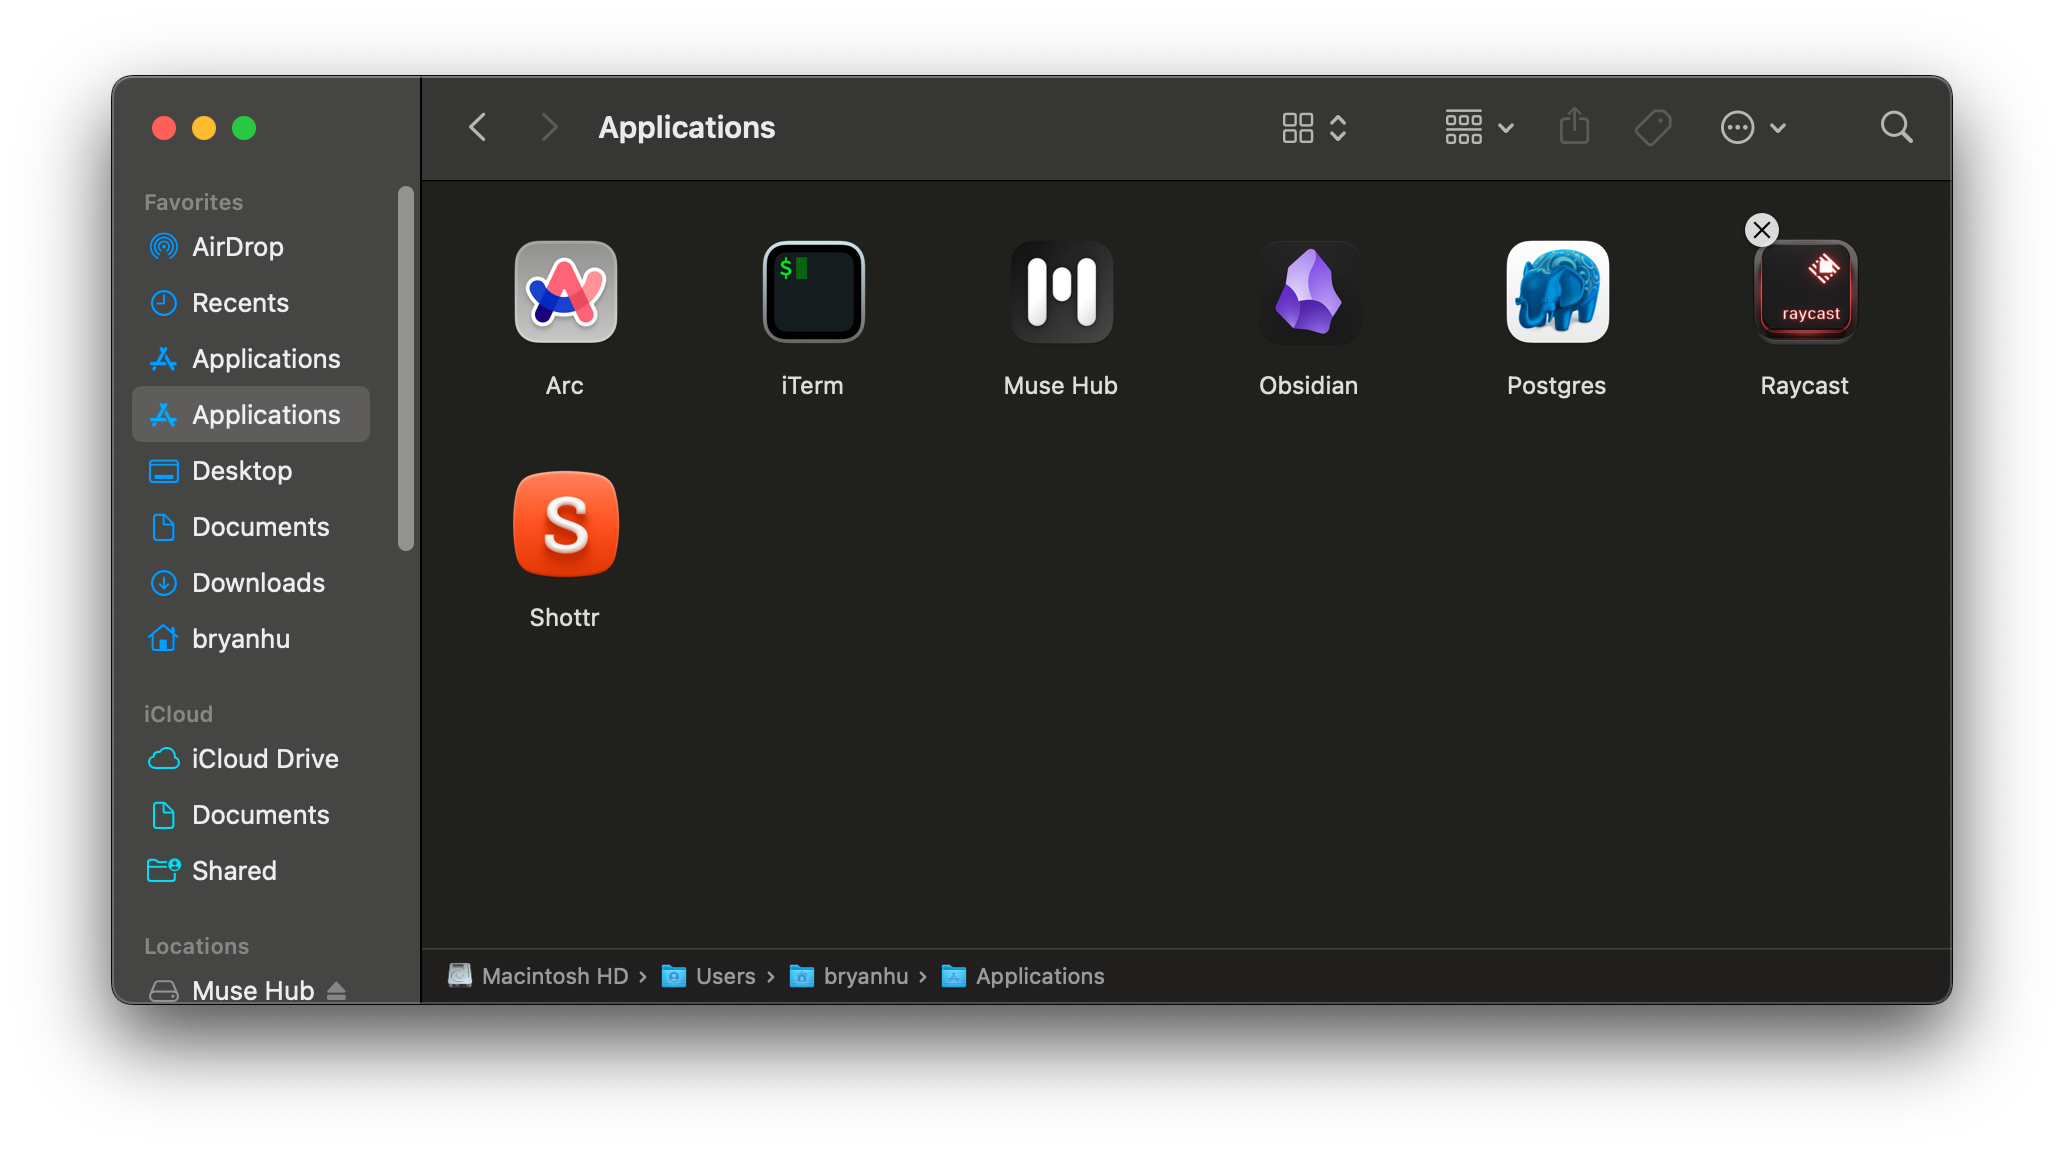 Applications
Favorites
AirDrop
Recents
Applications
Applications
Desktop
Documents
Downloads
bryanhu
iCloud
iCloud Drive
Documents
Shared
Locations
Muse Hub
$
raycast
Arc
iTerm
Muse Hub
Obsidian
Postgres
Raycast
S
Shottr
Macintosh HD › Users › bryanhu › Applications